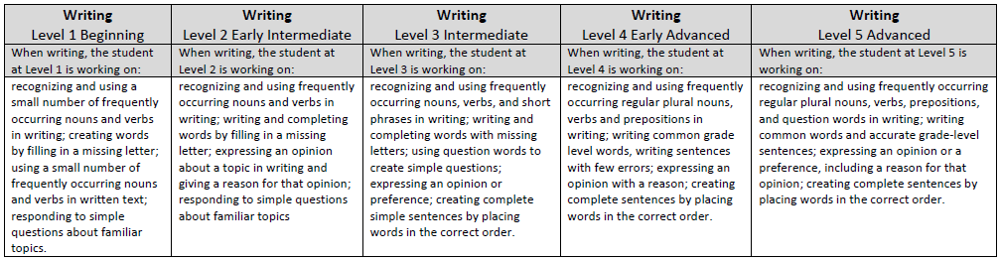 Writing
Level 1 Beginning
When writing, the student
at Level 1 is working on:
recognizing and using a
small number of frequently
occurring nouns and verbs
in writing; creating words
by filling in a missing letter;
using a small number of
frequently occurring nouns
and verbs in written text;
responding to simple
questions about familiar
topics.
Writing
Level 2 Early Intermediate
When writing, the student at
Level 2 is working on:
recognizing and using frequently
occurring nouns and verbs in
writing; writing and completing
words by filling in a missing
letter; expressing an opinion
about a topic in writing and
giving a reason for that opinion;
responding to simple questions
about familiar topics
Writing
Level 3 Intermediate
When writing, the student at
Level 3 is working on:
recognizing and using frequently
occurring nouns, verbs, and short
phrases in writing; writing and
completing words with missing
letters; using question words to
create simple questions;
expressing an opinion or
preference; creating complete
simple sentences by placing
words in the correct order.
Writing
Level 4 Early Advanced
When writing, the student at
Level 4 is working on:
recognizing and using frequently
occurring regular plural nouns,
verbs and prepositions in
writing; writing common grade
level words, writing sentences
with few errors; expressing an
opinion with a reason; creating
complete sentences by placing
words in the correct order.
Writing
Level 5 Advanced
When writing, the student at Level 5 is
working on:
recognizing and using frequently occurring
regular plural nouns, verbs, prepositions,
and question words in writing; writing
common words and accurate grade-level
sentences; expressing an opinion or a
preference, including a reason for that
opinion; creating complete sentences by
placing words in the correct order.